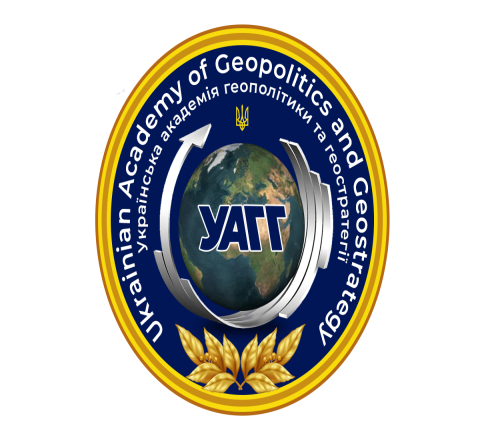 Ukrainian Academy of Geopolitics and Geostrategy
Українська академія геополітики та геостратегії
УАГГ